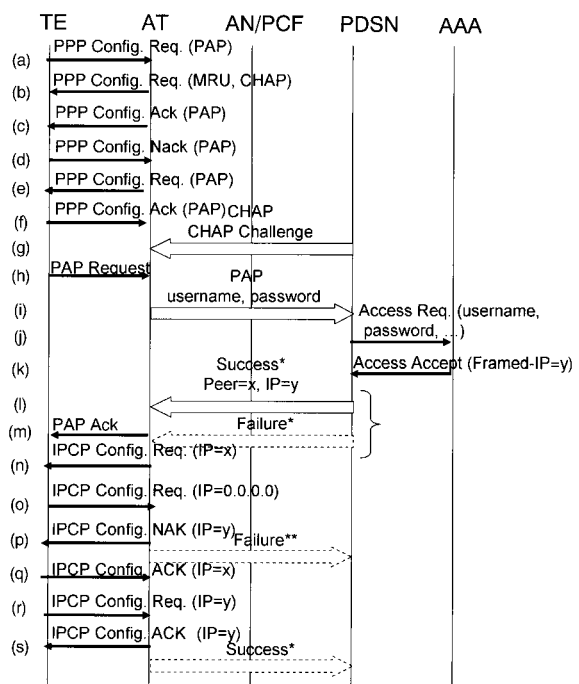 TE AT AN/PCF PDSN AAA
(a) PPP Config. Req. (PAP)
(b) PPP Config. Req. (MRU, CHAP)
(c) PPP Config. Ack (PAP)
(d) PPP Config. Nack (PAP)
(e) PPP Config. Req. (PAP)
(f) PPP Config. Ack (PAP) CHAP
(g) CHAP Challenge
(h) PAP Request
PAP
(i) username, password
Access Req. (username,
(j) password, ...)
(k) Access Accept (Framed-IP=y)
Success*
Peer=x, IP=y
(l)
(m) PAP Ack
Failure*
(n) IPCP Config. Req. (IP=x)
(o) IPCP Config. Req. (IP=0.0.0.0)
(p) IPCP Config. NAK (IP=y)
Failure**
(q) IPCP Config. ACK (IP=x)
(r) IPCP Config. Req. (IP=y)
(s) IPCP Config. ACK (IP=y)
Success*